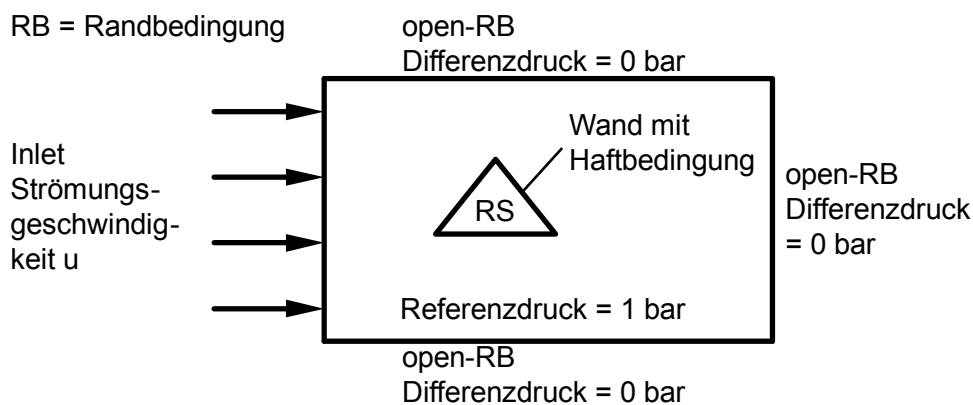 RB = Randbedingung
open-RB
Differenzdruck = 0 bar
Inlet
Strömungs-
geschwindig-
keit u
Wand mit
Haftbedingung
RS
open-RB
Differenzdruck
= 0 bar
Referenzdruck = 1 bar
open-RB
Differenzdruck = 0 bar